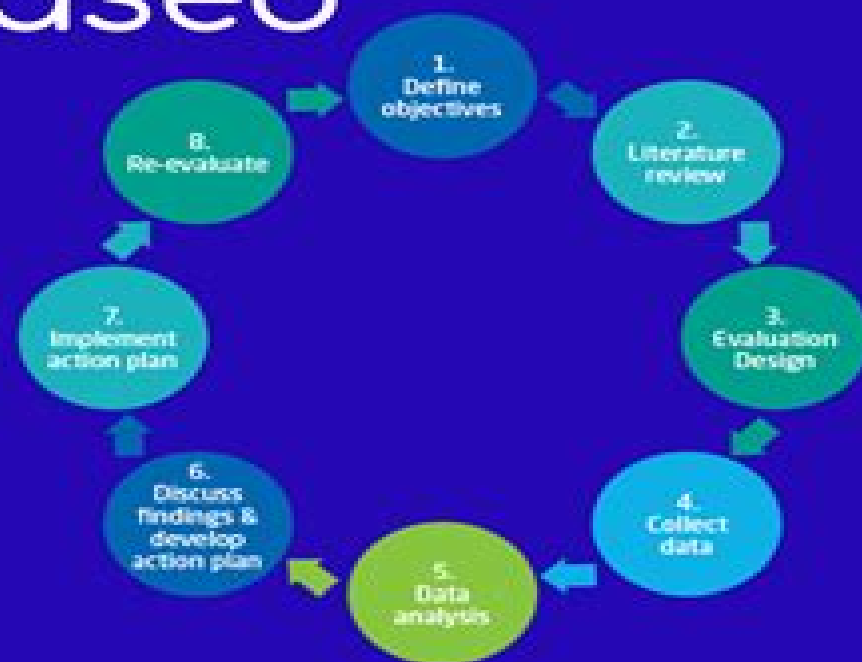 1.
Define
objectives
2.
Literature
review
3.
Evaluation
Design
4.
Collect
data
5.
Data
analysis
6.
Discuss
findings &
develop
action plan
7.
Implement
action plan
8.
Re-evaluate